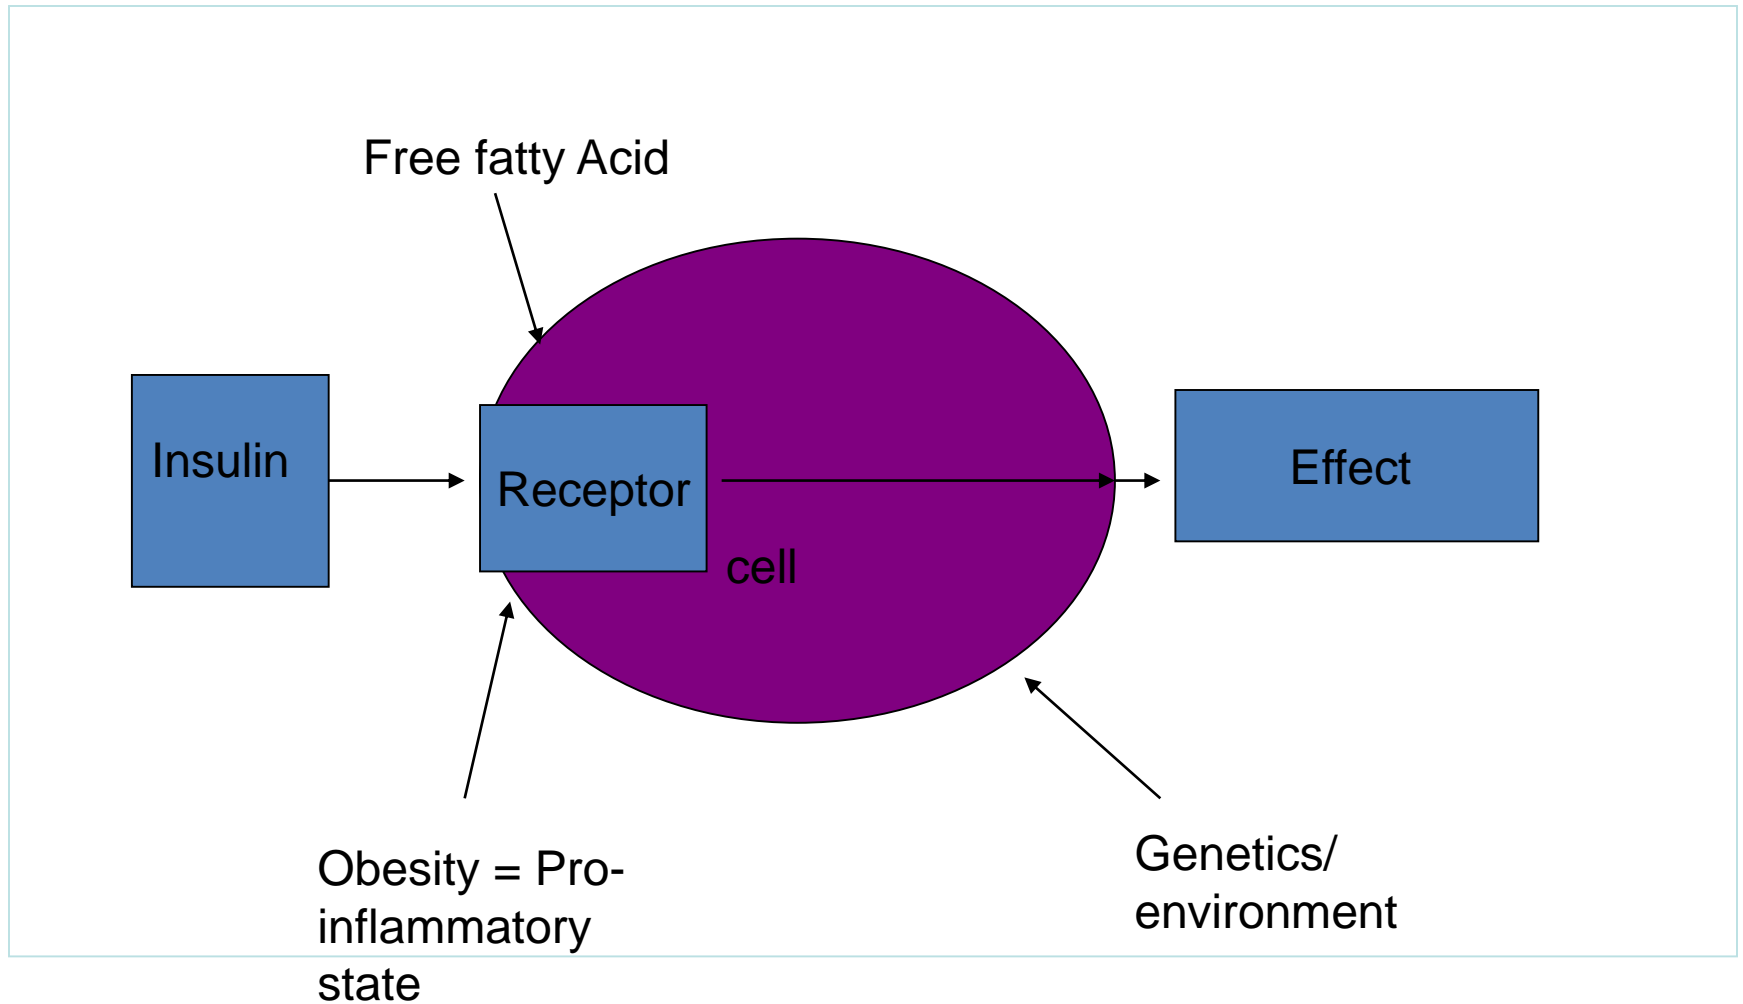 Free fatty Acid
Insulin
Receptor
Effect
cell
Obesity = Pro-
inflammatory
state
Genetics/
environment